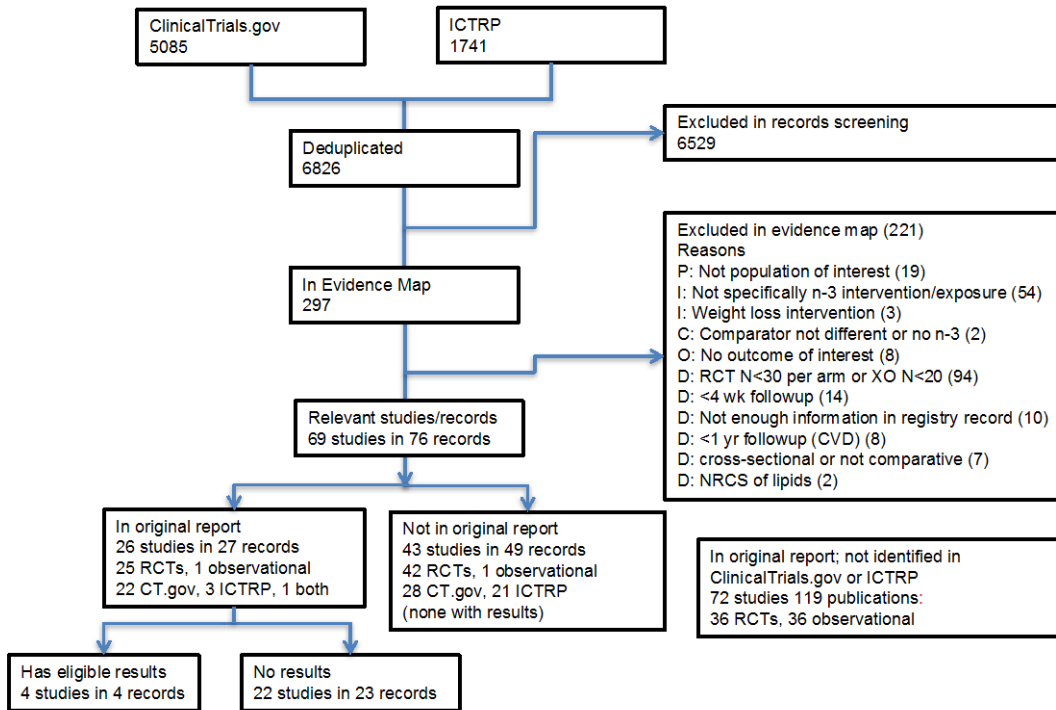 ClinicalTrials.gov
5085
ICTRP
1741
Deduplicated
6826
Excluded in records screening
6529
In Evidence Map
297
Excluded in evidence map (221)
Reasons
P: Not population of interest (19)
I: Not specifically n-3 intervention/exposure (54)
I: Weight loss intervention (3)
C: Comparator not different or no n-3 (2)
O: No outcome of interest (8)
D: RCT N<30 per arm or XO N<20 (94)
D: <4 wk followup (14)
D: Not enough information in registry record (10)
D: <1 yr followup (CVD) (8)
D: cross-sectional or not comparative (7)
D: NRCS of lipids (2)
Relevant studies/records
69 studies in 76 records
In original report
26 studies in 27 records
25 RCTs, 1 observational
22 CT.gov, 3 ICTRP, 1 both
Not in original report
43 studies in 49 records
42 RCTs, 1 observational
28 CT.gov, 21 ICTRP
(none with results)
In original report; not identified in
ClinicalTrials.gov or ICTRP
72 studies 119 publications:
36 RCTs, 36 observational
Has eligible results
4 studies in 4 records
No results
22 studies in 23 records